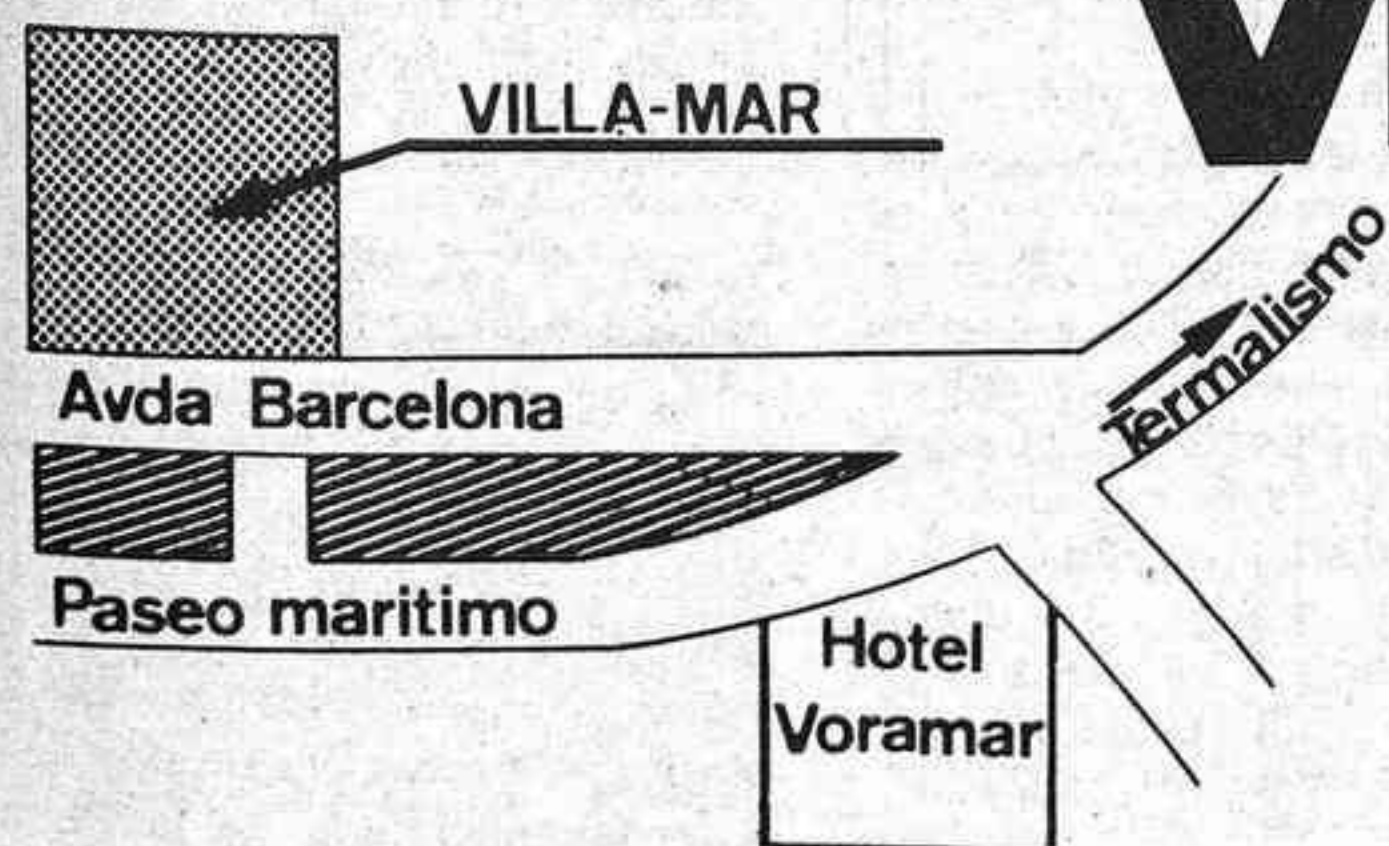 V
VILLA-MAR
Termalismo
Avda Barcelona
Paseo maritimo
Hotel
Voramar